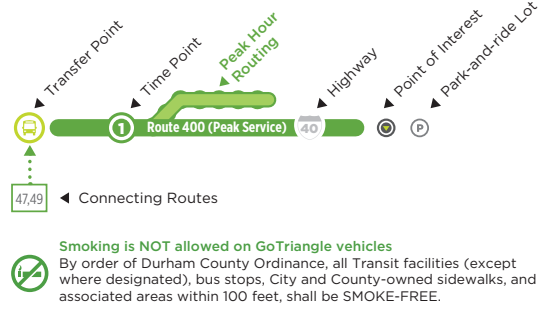 Transfer Point
Time Point
Peak Hour
Routing
Highway
Point of Interest
Park-and-ride Lot
1
Route 400 (Peak Service)
40
P
47,49
Connecting Routes
Smoking is NOT allowed on GoTriangle vehicles
By order of Durham County Ordinance, all Transit facilities (except
where designated), bus stops, City and County-owned sidewalks, and
associated areas within 100 feet, shall be SMOKE-FREE.